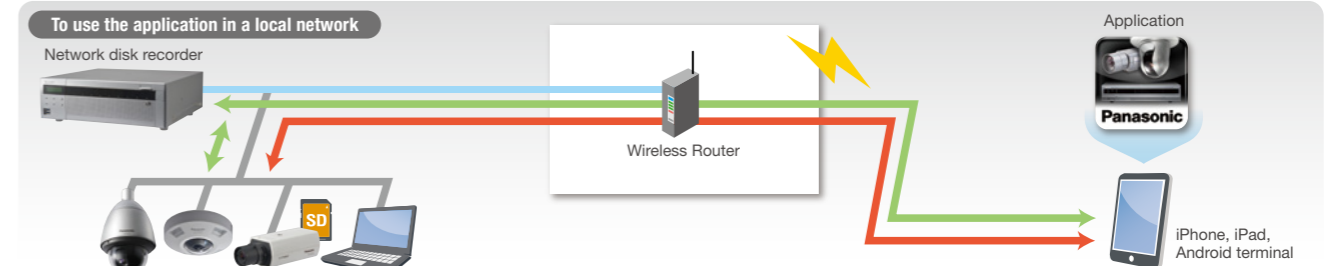 To use the application in a local network
Network disk recorder
Application
Panasonic
Wireless Router
SD
iPhone, iPad,
Android terminal